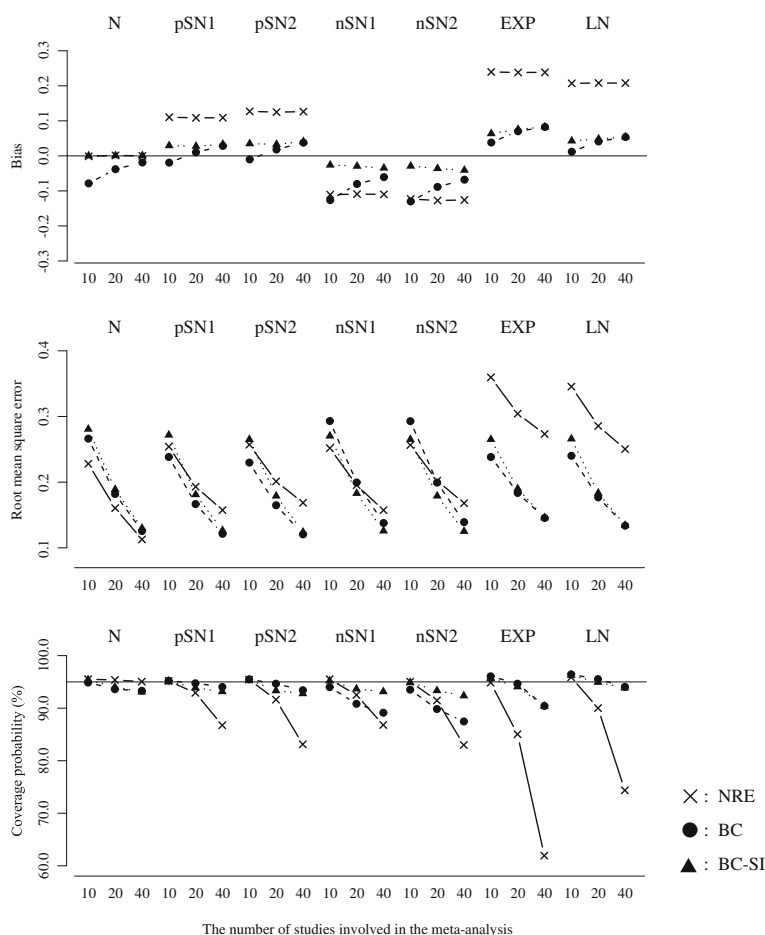 N pSN1 pSN2 nSN1 nSN2 EXP LN
Bias
0.3
0.2
0.1
0.0
-0.1
-0.2
-0.3
10 20 40 10 20 40 10 20 40 10 20 40 10 20 40 10 20 40 10 20 40
N pSN1 pSN2 nSN1 nSN2 EXP LN
Root mean square error
0.4
0.3
0.2
0.1
10 20 40 10 20 40 10 20 40 10 20 40 10 20 40 10 20 40 10 20 40
N pSN1 pSN2 nSN1 nSN2 EXP LN
Coverage probability (%)
100.0
90.0
80.0
70.0
60.0
10 20 40 10 20 40 10 20 40 10 20 40 10 20 40 10 20 40 10 20 40
The number of studies involved in the meta-analysis
: NRE
: BC
: BC-SI